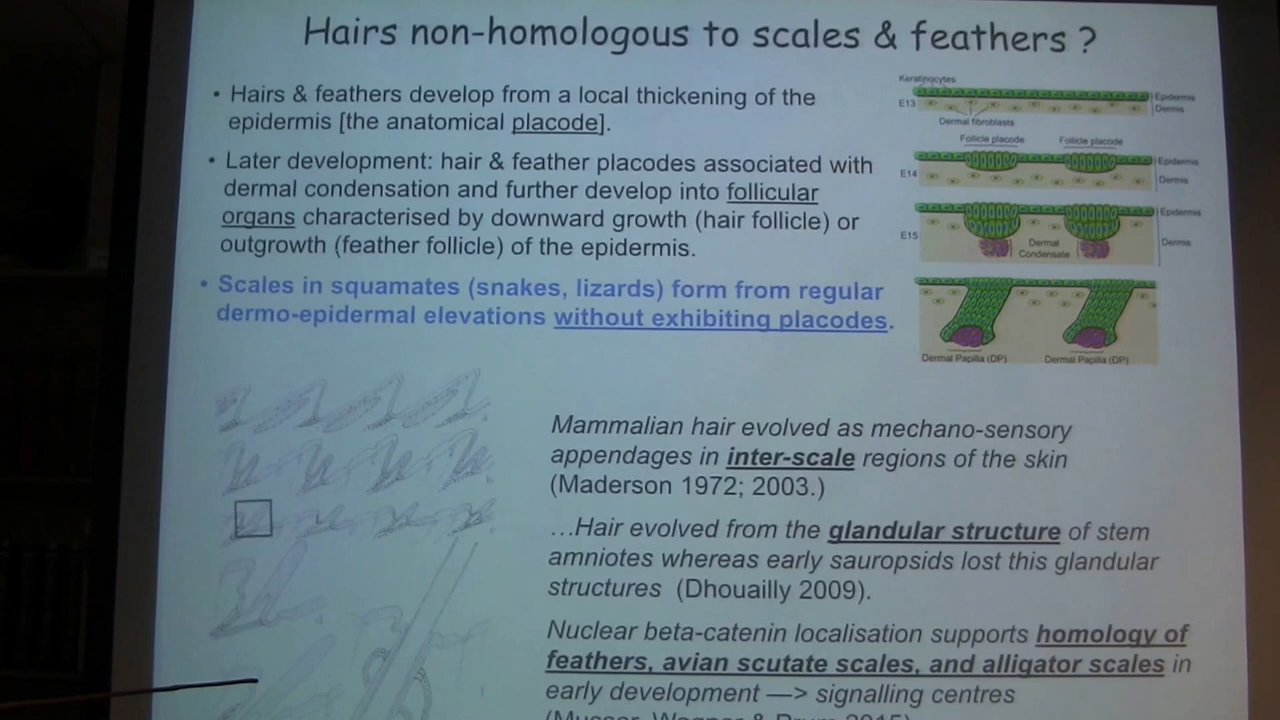 Hairs non-homologous to scales & feathers ?
• Hairs & feathers develop from a local thickening of the
epidermis [the anatomical placode].
• Later development: hair & feather placodes associated with
dermal condensation and further develop into follicular
organs characterised by downward growth (hair follicle) or
outgrowth (feather follicle) of the epidermis.
• Scales in squamates (snakes, lizards) form from regular
dermo-epidermal elevations without exhibiting placodes.
Keratinocytes
E13
Epidermis
Dermis
Dermal fibroblasts
Follicle placode
Follicle placode
E14
Epidermis
Dermis
E15
Epidermis
Dermal
Condensate
Dermis
Dermal Papilla (DP)
Dermal Papilla (DP)
Mammalian hair evolved as mechano-sensory
appendages in inter-scale regions of the skin
(Maderson 1972; 2003.)
…Hair evolved from the glandular structure of stem
amniotes whereas early sauropsids lost this glandular
structures (Dhouailly 2009).
Nuclear beta-catenin localisation supports homology of
feathers, avian scutate scales, and alligator scales in
early development —> signalling centres